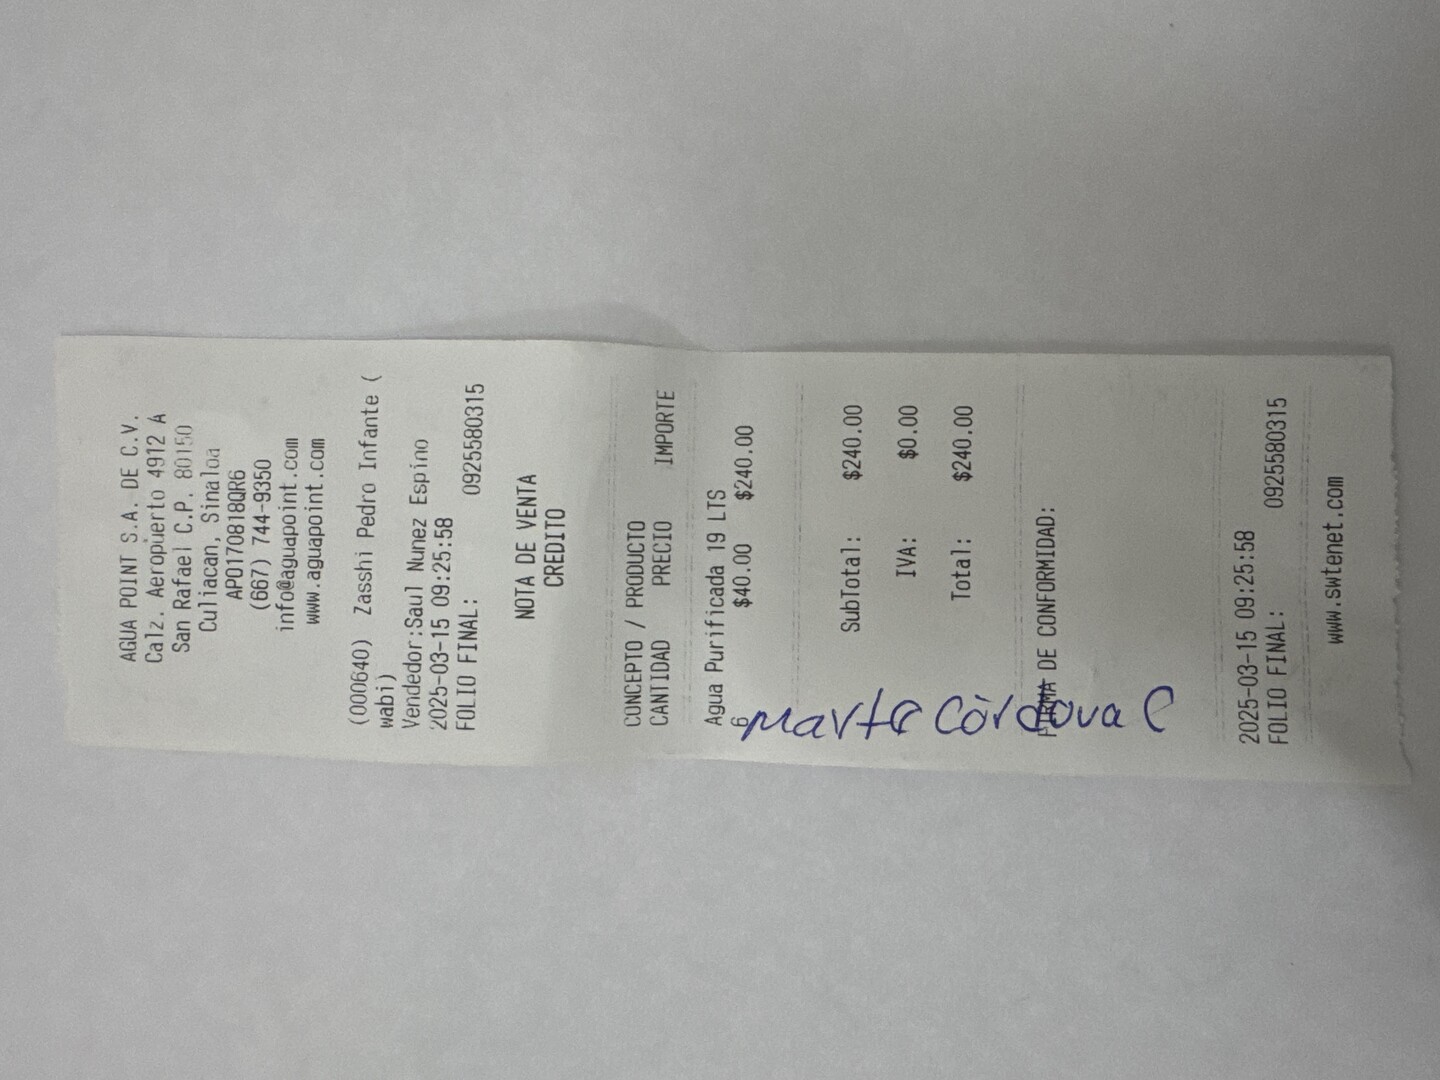 AGUA POINT S.A. DE C.V.
Calz. Aeropuerto 4912 A
San Rafael C.P. 80150
Culiacan, Sinaloa
APO170818QR6
(667) 744-9350
info@aguapoint.com
www.aguapoint.com
(000640) Zasshi Pedro Infante (
wabi)
Vendedor:Saul Nunez Espino
2025-03-15 09:25:58
FOLIO FINAL: 0925580315
NOTA DE VENTA
CREDITO
CONCEPTO / PRODUCTO
CANTIDAD PRECIO IMPORTE
Agua Purificada 19 LTS
6 $40.00 $240.00
SubTotal: $240.00
IVA: $0.00
Total: $240.00
FIRMA DE CONFORMIDAD:
Marta Córdova C
2025-03-15 09:25:58
FOLIO FINAL: 0925580315
www.swtenet.com